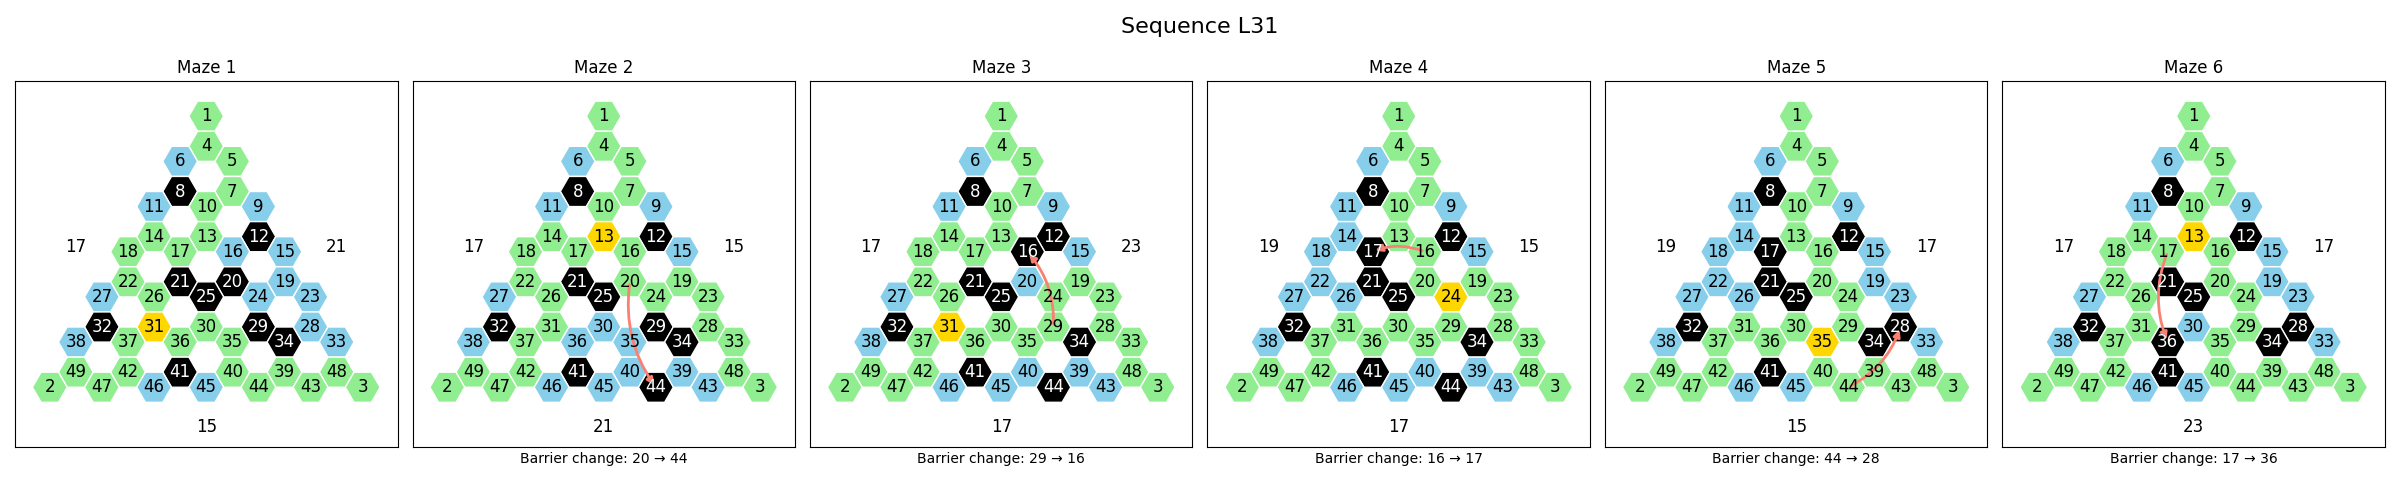 Sequence L31
Maze 1
1
4
6 5
8 7
11 10 9
14 13 12
17 18 17 16 15 21
22 21 20 19
27 26 25 24 23
32 31 30 29 28
38 37 36 35 34 33
49 42 41 40 39 48
2 47 46 45 44 43 3
15
Maze 2
1
4
6 5
8 7
11 10 9
14 13 12
17 18 17 16 15 15
22 21 20 19
27 26 25 24 23
32 31 30 29 28
38 37 36 35 34 33
49 42 41 40 39 48
2 47 46 45 44 43 3
21
Barrier change: 20 → 44
Maze 3
1
4
6 5
8 7
11 10 9
14 13 12
17 18 17 16 15 23
22 21 20 19
27 26 25 24 23
32 31 30 29 28
38 37 36 35 34 33
49 42 41 40 39 48
2 47 46 45 44 43 3
17
Barrier change: 29 → 16
Maze 4
1
4
6 5
8 7
11 10 9
14 13 12
19 18 17 16 15 15
22 21 20 19
27 26 25 24 23
32 31 30 29 28
38 37 36 35 34 33
49 42 41 40 39 48
2 47 46 45 44 43 3
17
Barrier change: 16 → 17
Maze 5
1
4
6 5
8 7
11 10 9
14 13 12
19 18 17 16 15 17
22 21 20 19
27 26 25 24 23
32 31 30 29 28
38 37 36 35 34 33
49 42 41 40 39 48
2 47 46 45 44 43 3
15
Barrier change: 44 → 28
Maze 6
1
4
6 5
8 7
11 10 9
14 13 12
17 18 17 16 15 17
22 21 20 19
27 26 25 24 23
32 31 30 29 28
38 37 36 35 34 33
49 42 41 40 39 48
2 47 46 45 44 43 3
23
Barrier change: 17 → 36